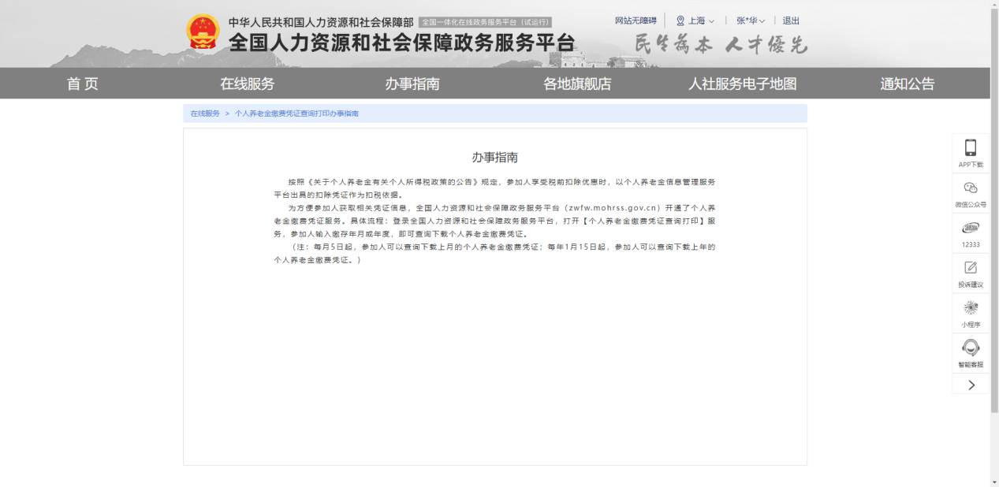 中华人民共和国人力资源和社会保障部 全国一体化在线政务服务平台（试运行）
全国人力资源和社会保障政务服务平台
网站无障碍 上海 张*华 退出
民生為本 人才優先
首 页 在线服务 办事指南 各地旗舰店 人社服务电子地图 通知公告
在线服务 > 个人养老金缴费凭证查询打印办事指南
办事指南
按照《关于个人养老金有关个人所得税政策的公告》规定，参加人享受税前扣除优惠时，以个人养老金信息管理服务
平台出具的扣除凭证作为扣税依据。
为方便参加人获取相关凭证信息，全国人力资源和社会保障政务服务平台（zwfw.mohrss.gov.cn）开通了个人养
老金缴费凭证服务。具体流程：登录全国人力资源和社会保障政务服务平台，打开【个人养老金缴费凭证查询打印】服
务，参加人输入缴存年月或年度，即可查询下载个人养老金缴费凭证。
（注：每月5日起，参加人可以查询下载上月的个人养老金缴费凭证；每年1月15日起，参加人可以查询下载上年的
个人养老金缴费凭证。）
APP下载
微信公众号
12333
投诉建议
小程序
智能客服